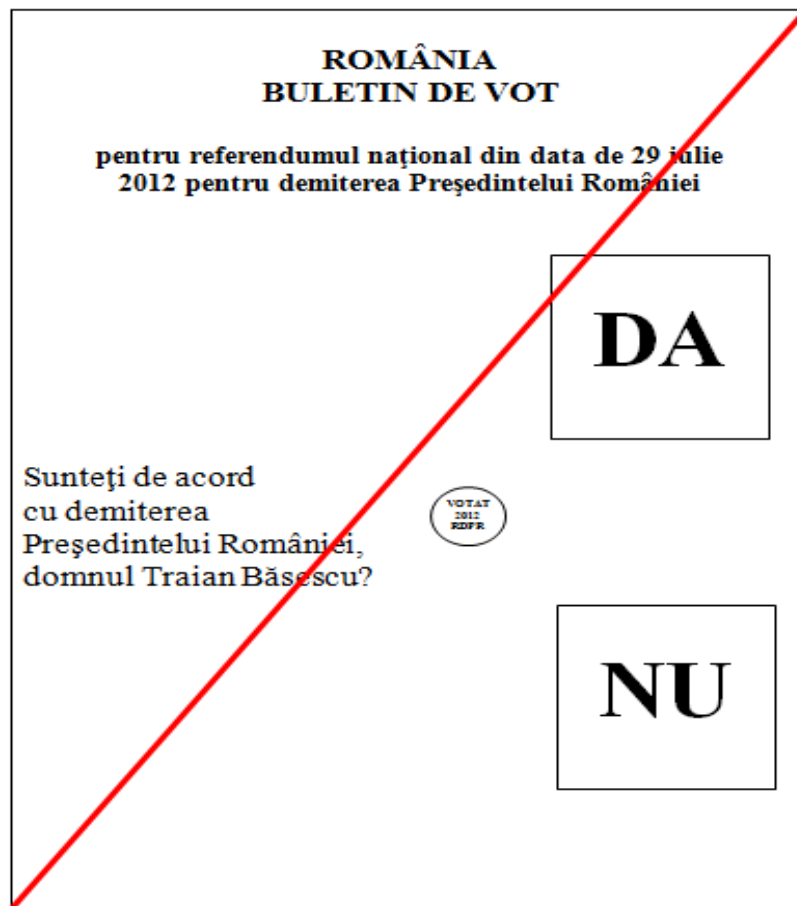 ROMÂNIA
BULETIN DE VOT
pentru referendumul naţional din data de 29 iulie
2012 pentru demiterea Preşedintelui României
DA
Sunteţi de acord
cu demiterea
Preşedintelui României,
domnul Traian Băsescu?
VOTAT
2012
RDPR
NU